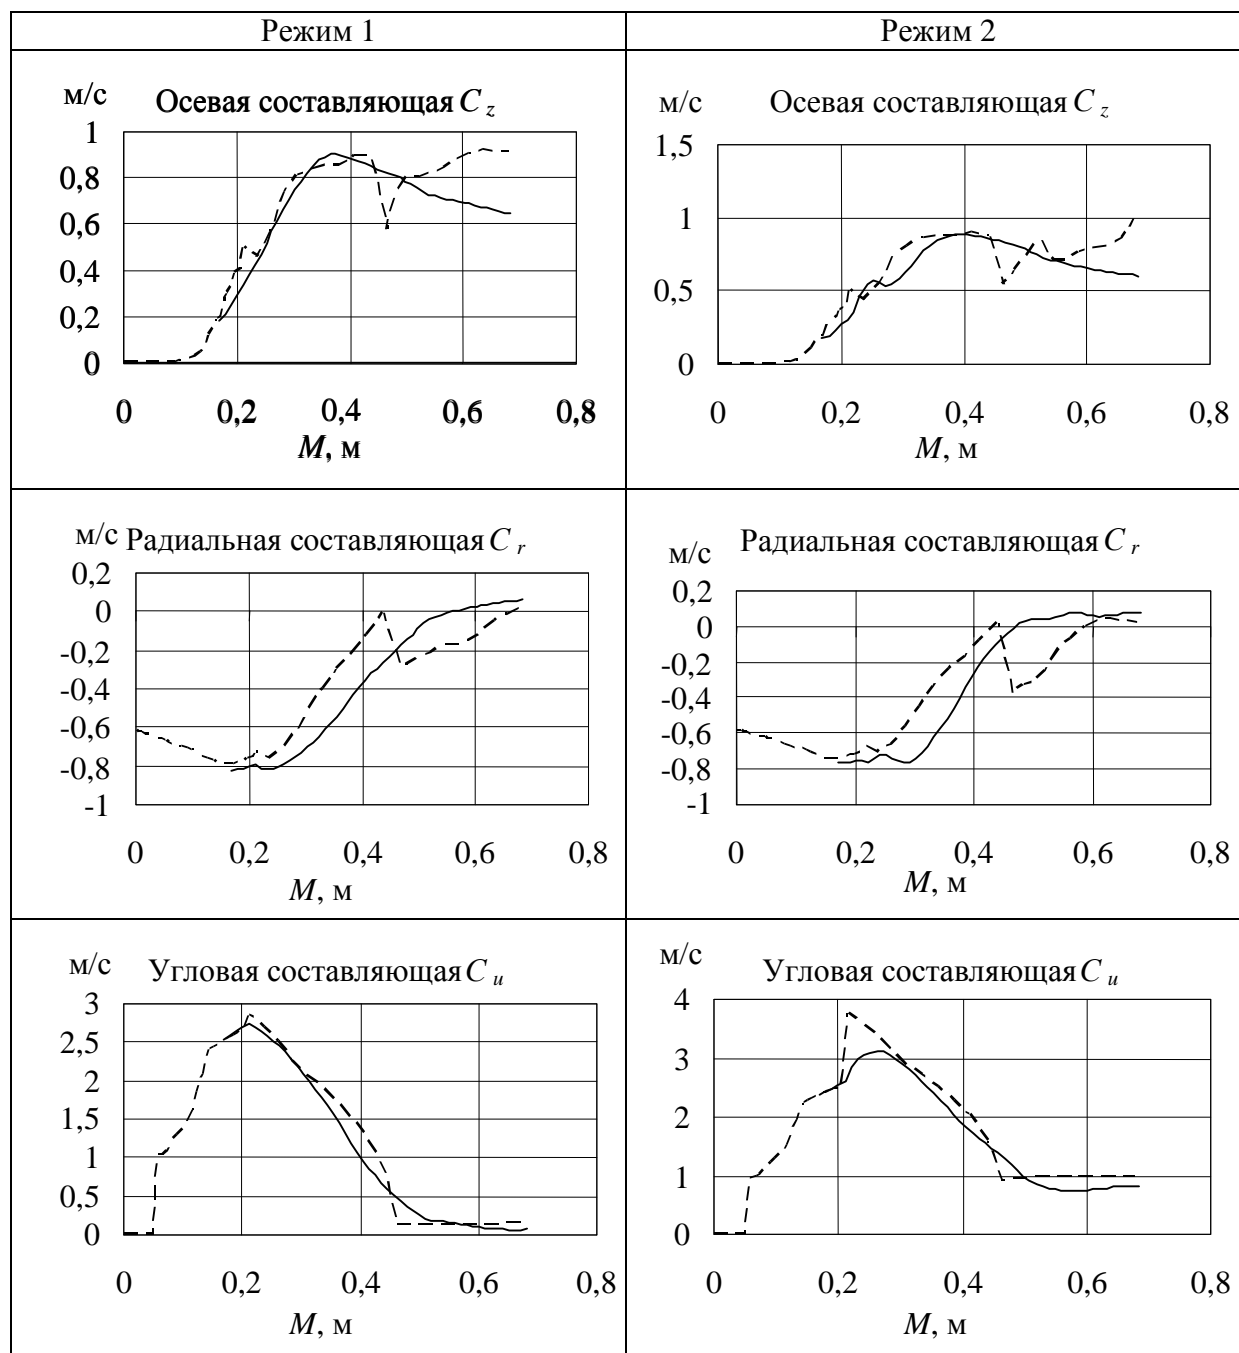 Режим 1
Режим 2
м/с Осевая составляющая C z
1
0,8
0,6
0,4
0,2
0
0 0,2 0,4 0,6 0,8
M, м
м/с Осевая составляющая C z
1,5
1
0,5
0
0 0,2 0,4 0,6 0,8
M, м
м/с Радиальная составляющая C r
0,2
0
-0,2
-0,4
-0,6
-0,8
-1
0 0,2 0,4 0,6 0,8
M, м
м/с Радиальная составляющая C r
0,2
0
-0,2
-0,4
-0,6
-0,8
-1
0 0,2 0,4 0,6 0,8
M, м
м/с Угловая составляющая C u
3
2,5
2
1,5
1
0,5
0
0 0,2 0,4 0,6 0,8
M, м
м/с Угловая составляющая C u
4
3
2
1
0
0 0,2 0,4 0,6 0,8
M, м